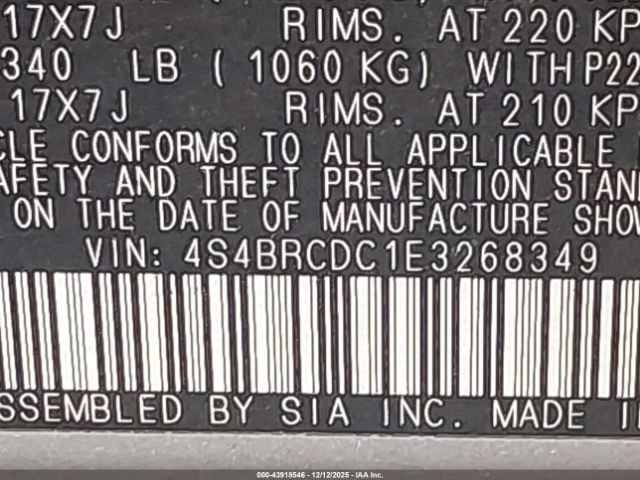 17X7J RIMS. AT 220 KP
340 LB ( 1060 KG) WITH P22
17X7J RIMS. AT 210 KP
CLE CONFORMS TO ALL APPLICABLE
AFETY AND THEFT PREVENTION STAN
ON THE DATE OF MANUFACTURE SHO
VIN: 4S4BRCDC1E3268349
SSEMBLED BY SIA INC. MADE IN
000-43918546 - 12/12/2025 - IAA Inc.